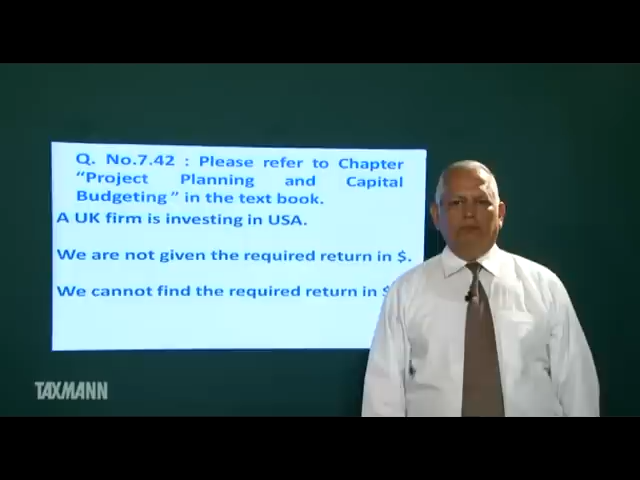 Q. No.7.42 : Please refer to Chapter
“Project Planning and Capital
Budgeting” in the text book.
A UK firm is investing in USA.
We are not given the required return in $.
We cannot find the required return in $
TAXMANN